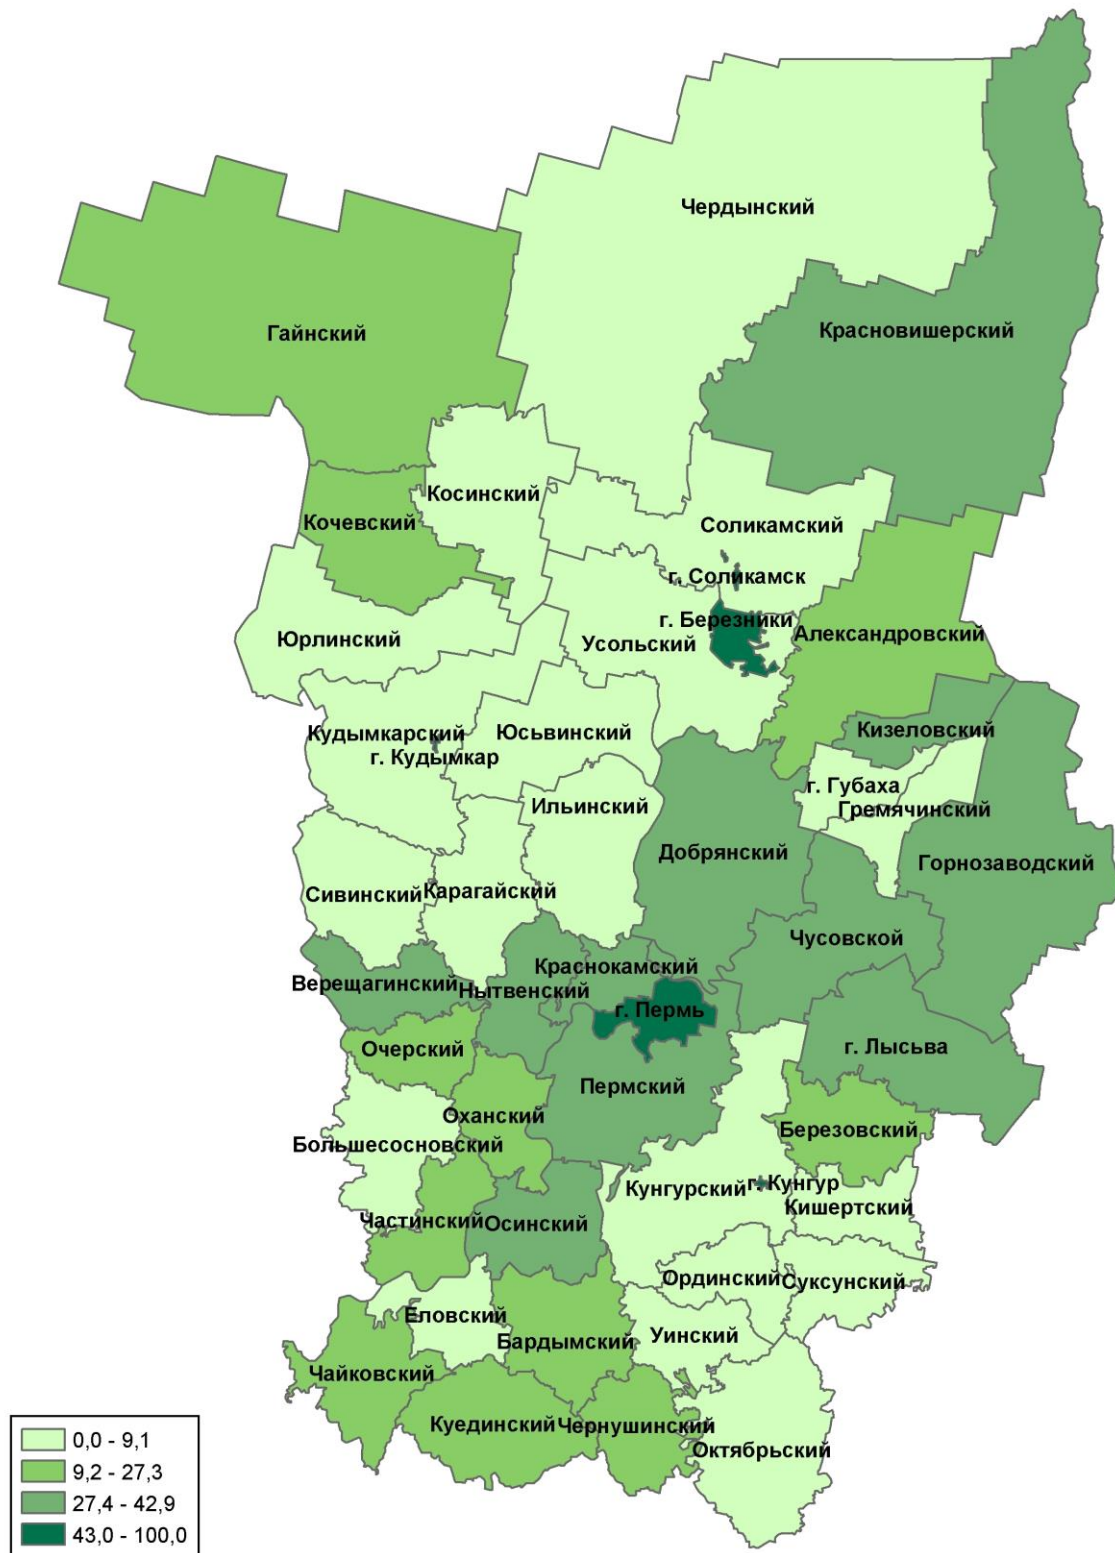 Чердынский
Гайнский
Красновишерский
Косинский
Кочевский
Соликамский
г. Соликамск
г. Березники
Усольский
Александровский
Юрлинский
Кудымкарский
г. Кудымкар
Юсьвинский
Кизеловский
г. Губаха
Гремячинский
Ильинский
Добрянский
Горнозаводский
Сивинский
Карагайский
Чусовской
Верещагинский
Краснокамский
Нытвенский
г. Пермь
Очерский
г. Лысьва
Пермский
Оханский
Березовский
Большесосновский
Кунгурский
г. Кунгур
Кишертский
Частинский
Осинский
Ординский
Суксунский
Еловский
Бардымский
Уинский
Чайковский
Куединский
Чернушинский
Октябрьский
0,0 - 9,1
9,2 - 27,3
27,4 - 42,9
43,0 - 100,0